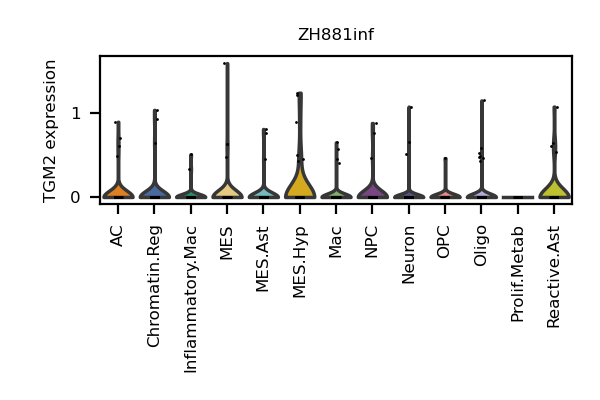 ZH881inf
TGM2 expression
1
0
AC
Chromatin.Reg
Inflammatory.Mac
MES
MES.Ast
MES.Hyp
Mac
NPC
Neuron
OPC
Oligo
Prolif.Metab
Reactive.Ast